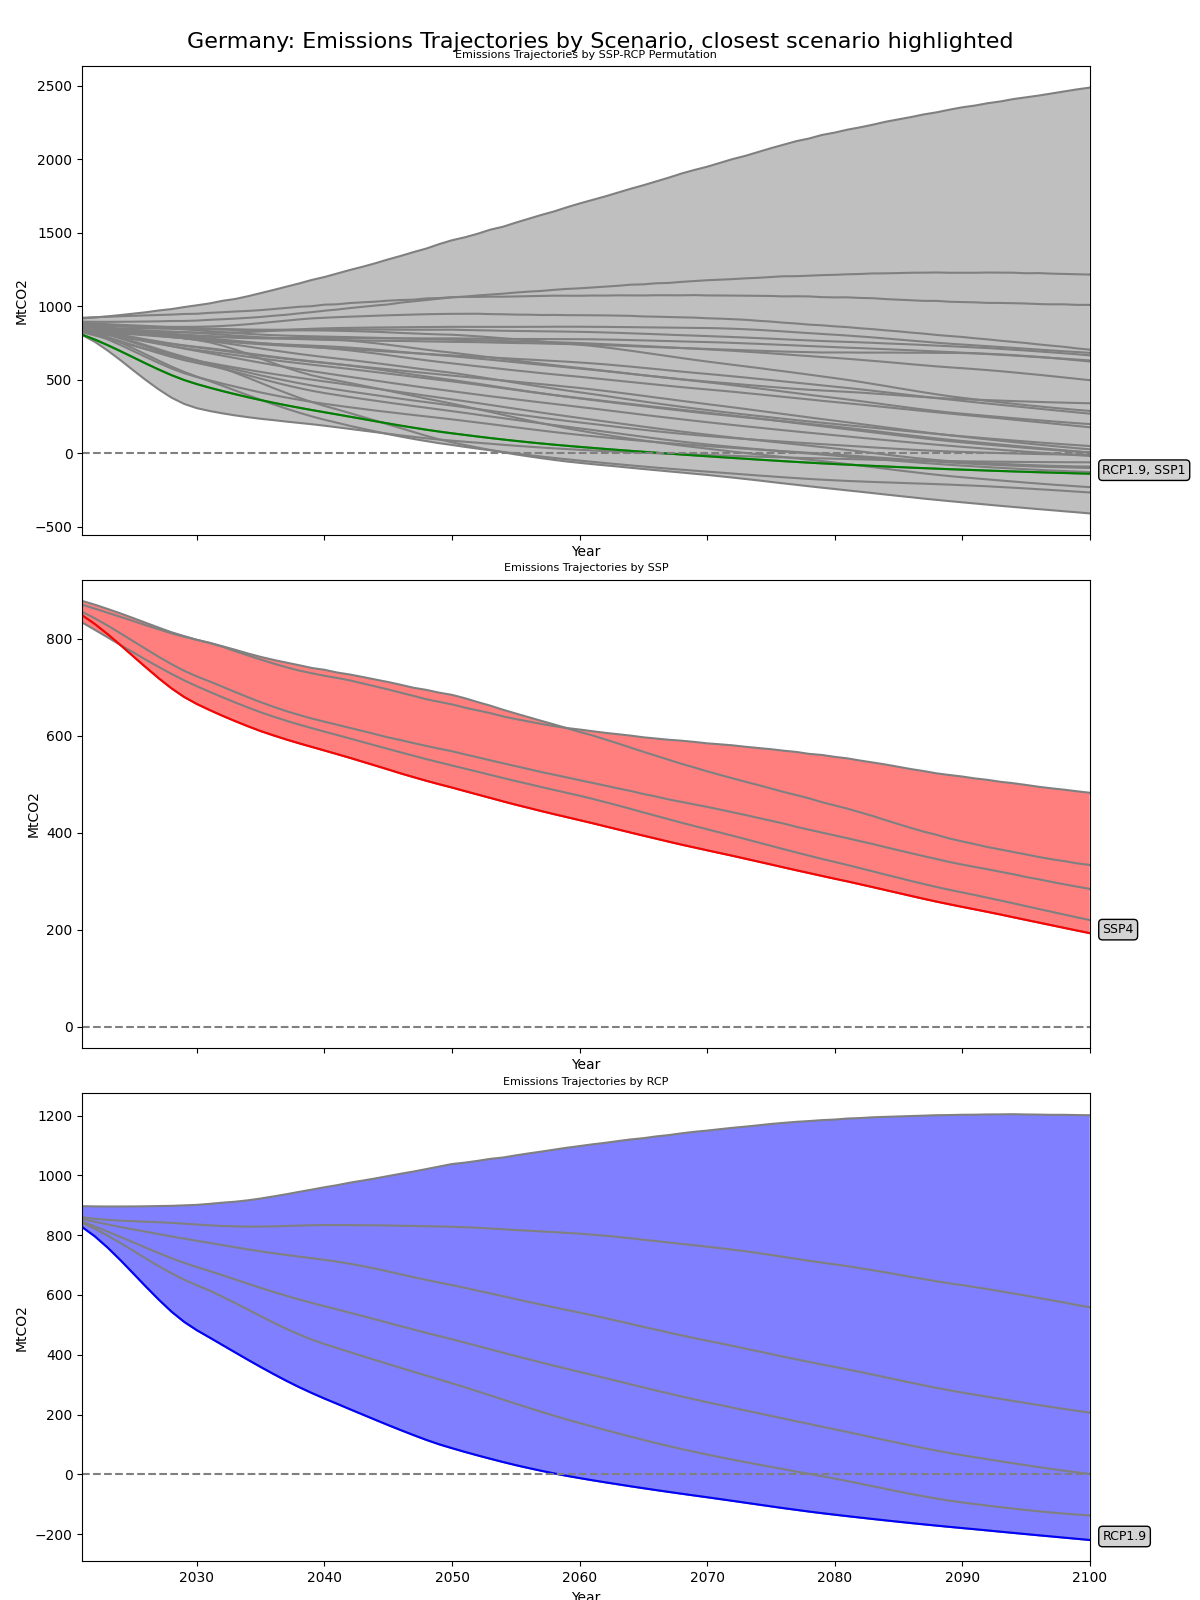 Germany: Emissions Trajectories by Scenario, closest scenario highlighted
Emissions Trajectories by SSP-RCP Permutation
2500
2000
1500
1000
500
0
−500
MtCO2
RCP1.9, SSP1
Year
Emissions Trajectories by SSP
800
600
400
200
0
MtCO2
SSP4
Year
Emissions Trajectories by RCP
1200
1000
800
600
400
200
0
−200
MtCO2
RCP1.9
2030 2040 2050 2060 2070 2080 2090 2100
Year